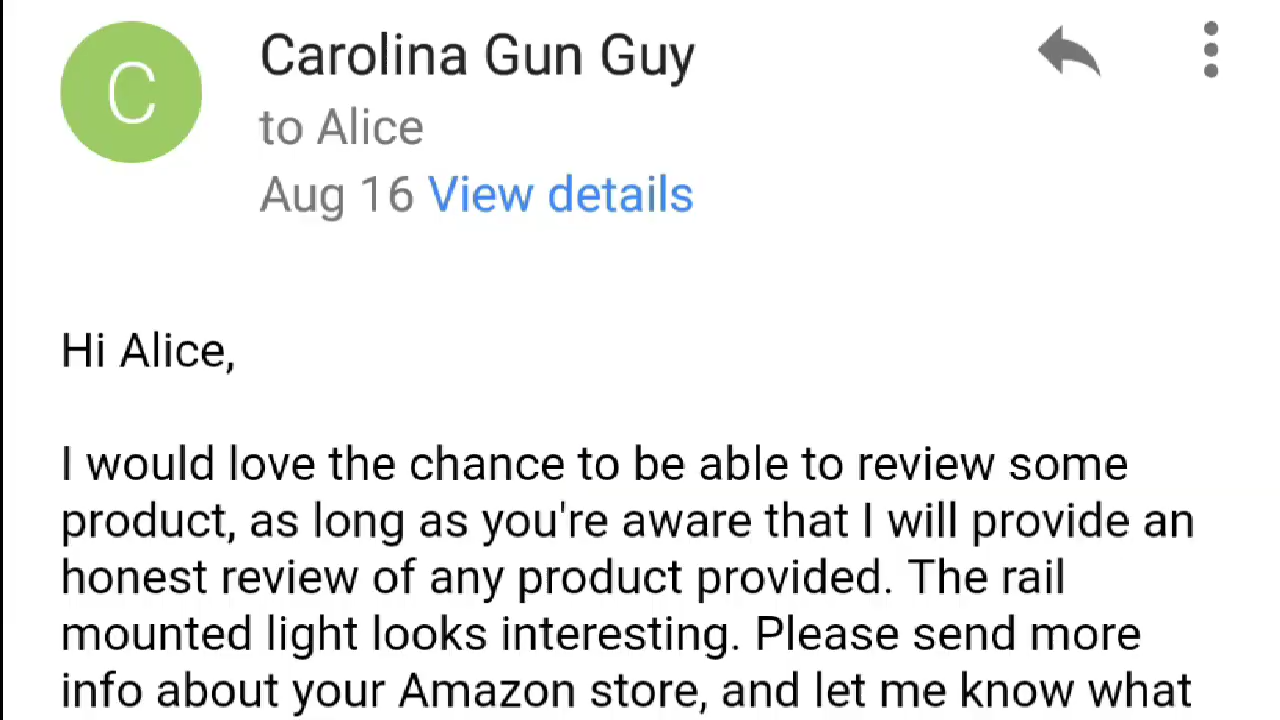 C
Carolina Gun Guy
to Alice
Aug 16 View details
Hi Alice,
I would love the chance to be able to review some
product, as long as you're aware that I will provide an
honest review of any product provided. The rail
mounted light looks interesting. Please send more
info about your Amazon store, and let me know what